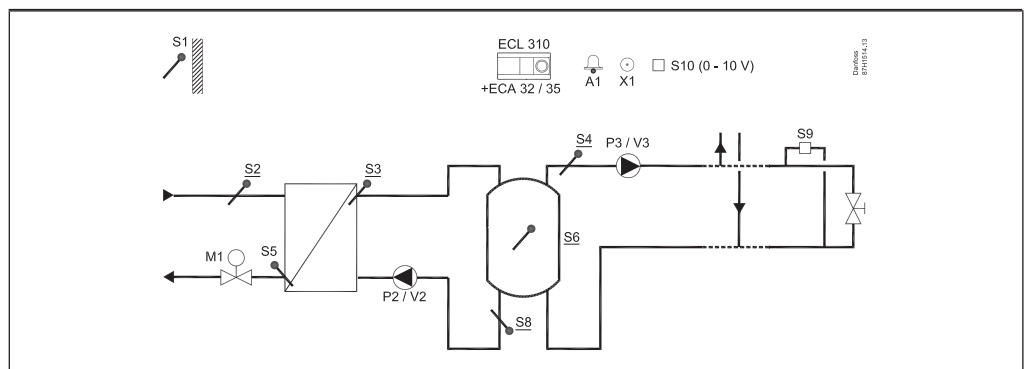 S1
ECL 310
+ECA 32 / 35
A1
X1
S10 (0 - 10 V)
Danfoss
87H1514.13
S2
S3
S4
P3 / V3
S9
S6
M1
S5
P2 / V2
S8